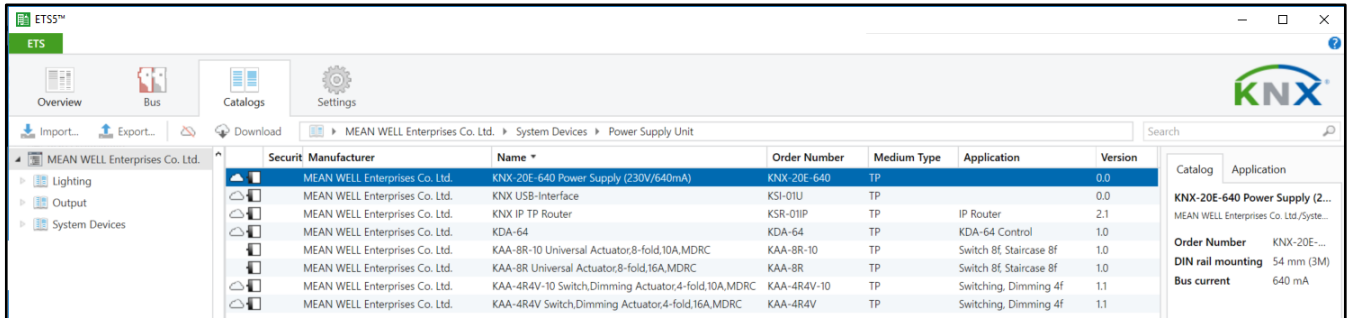 ETS5™
ETS
Overview Bus Catalogs Settings
KNX
Import... Export... Download MEAN WELL Enterprises Co. Ltd. System Devices Power Supply Unit Search
MEAN WELL Enterprises Co. Ltd.
Lighting
Output
System Devices
Securit Manufacturer Name Order Number Medium Type Application Version
MEAN WELL Enterprises Co. Ltd. KNX-20E-640 Power Supply (230V/640mA) KNX-20E-640 TP 0.0
MEAN WELL Enterprises Co. Ltd. KNX USB-Interface KSI-01U TP 0.0
MEAN WELL Enterprises Co. Ltd. KNX IP TP Router KSR-01IP TP IP Router 2.1
MEAN WELL Enterprises Co. Ltd. KDA-64 KDA-64 TP KDA-64 Control 1.0
MEAN WELL Enterprises Co. Ltd. KAA-8R-10 Universal Actuator,8-fold,10A,MDRC KAA-8R-10 TP Switch 8f, Staircase 8f 1.0
MEAN WELL Enterprises Co. Ltd. KAA-8R Universal Actuator,8-fold,16A,MDRC KAA-8R TP Switch 8f, Staircase 8f 1.0
MEAN WELL Enterprises Co. Ltd. KAA-4R4V-10 Switch,Dimming Actuator,4-fold,10A,MDRC KAA-4R4V-10 TP Switching, Dimming 4f 1.1
MEAN WELL Enterprises Co. Ltd. KAA-4R4V Switch,Dimming Actuator,4-fold,16A,MDRC KAA-4R4V TP Switching, Dimming 4f 1.1
Catalog Application
KNX-20E-640 Power Supply (2...
MEAN WELL Enterprises Co. Ltd./Syste...
Order Number KNX-20E-...
DIN rail mounting 54 mm (3M)
Bus current 640 mA